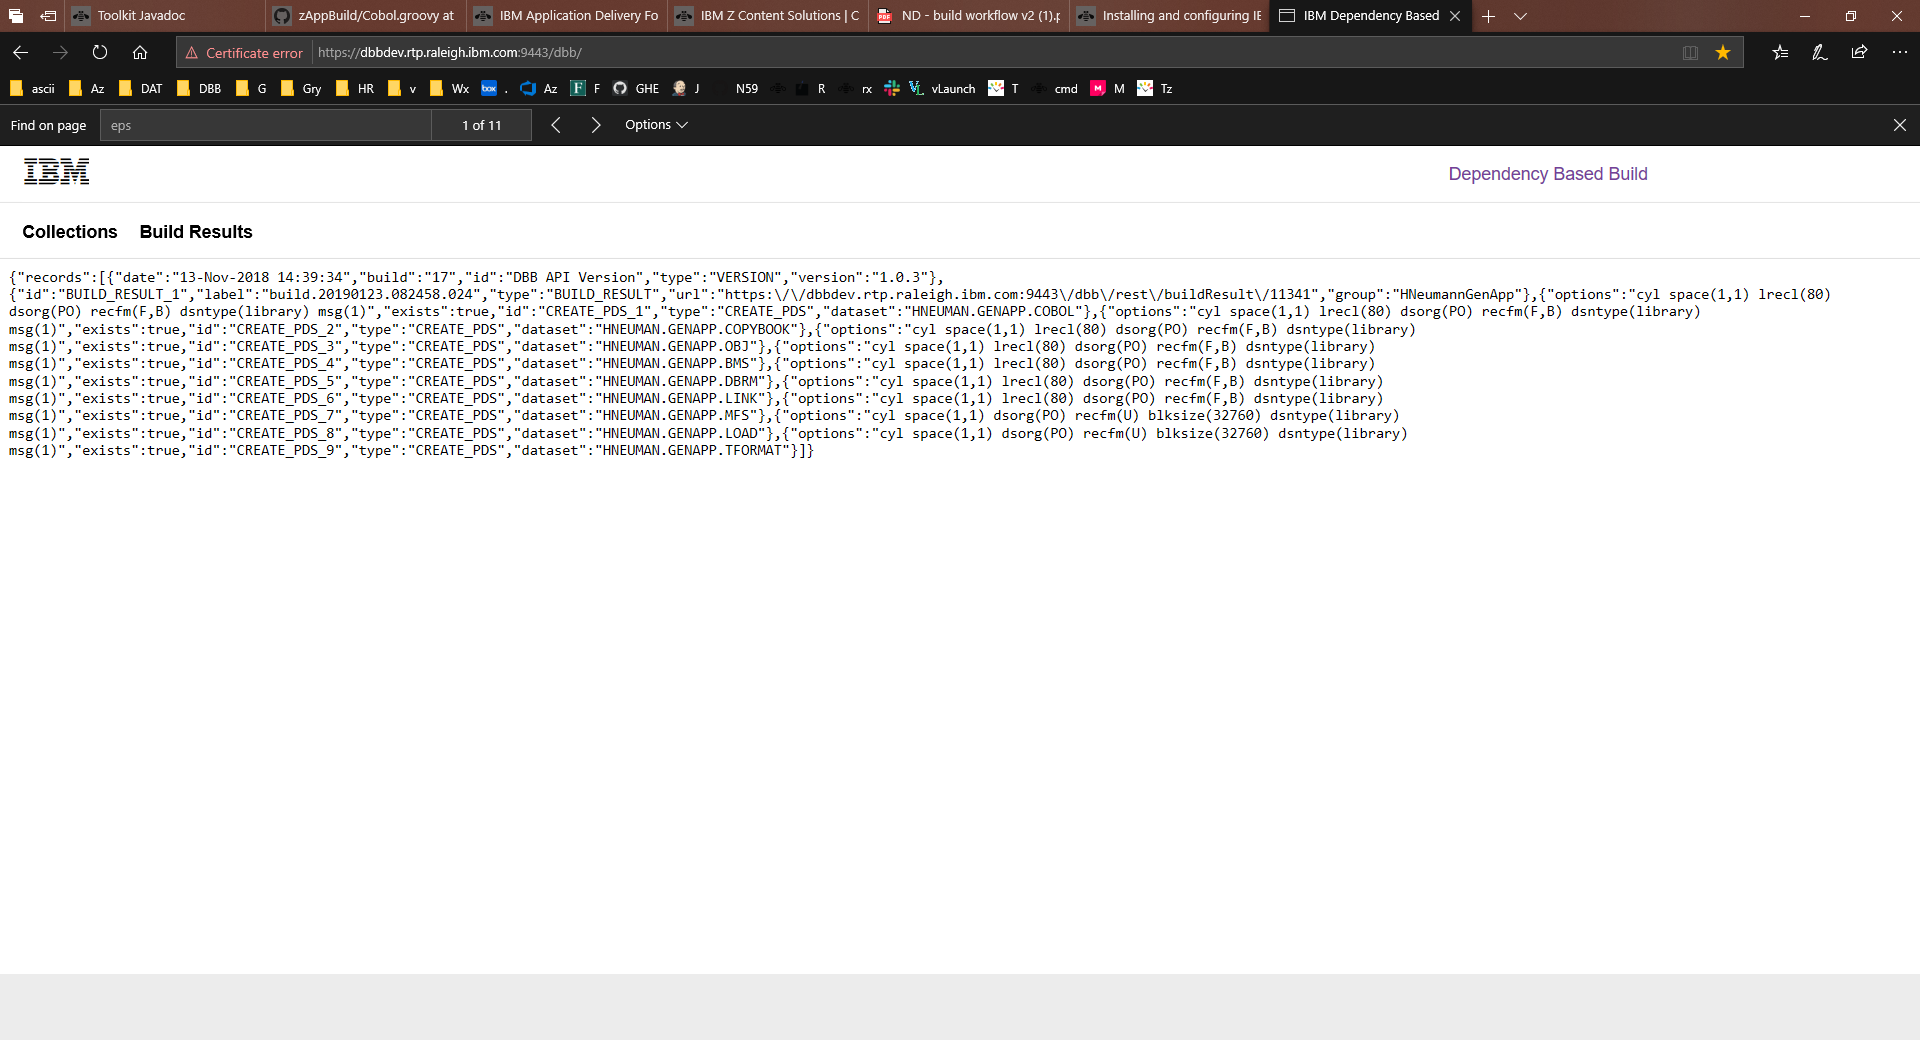 Toolkit Javadoc
zAppBuild/Cobol.groovy at
IBM Application Delivery Fo
IBM Z Content Solutions | C
ND - build workflow v2 (1).p
Installing and configuring IE
IBM Dependency Based
Certificate error
https://dbbdev.rtp.raleigh.ibm.com:9443/dbb/
ascii Az DAT DBB G Gry HR v Wx box . Az F F GHE J N59 R rx VL vLaunch T cmd M M Tz
Find on page eps 1 of 11 Options
IBM
Dependency Based Build
Collections Build Results
{"records":[{"date":"13-Nov-2018 14:39:34","build":"17","id":"DBB API Version","type":"VERSION","version":"1.0.3"},
{"id":"BUILD_RESULT_1","label":"build.20190123.082458.024","type":"BUILD_RESULT","url":"https:\/\/dbbdev.rtp.raleigh.ibm.com:9443\/dbb\/rest\/buildResult\/11341","group":"HNeumannGenApp"},{"options":"cyl space(1,1) lrecl(80)
dsorg(PO) recfm(F,B) dsntype(library) msg(1)","exists":true,"id":"CREATE_PDS_1","type":"CREATE_PDS","dataset":"HNEUMAN.GENAPP.COBOL"},{"options":"cyl space(1,1) lrecl(80) dsorg(PO) recfm(F,B) dsntype(library)
msg(1)","exists":true,"id":"CREATE_PDS_2","type":"CREATE_PDS","dataset":"HNEUMAN.GENAPP.COPYBOOK"},{"options":"cyl space(1,1) lrecl(80) dsorg(PO) recfm(F,B) dsntype(library)
msg(1)","exists":true,"id":"CREATE_PDS_3","type":"CREATE_PDS","dataset":"HNEUMAN.GENAPP.OBJ"},{"options":"cyl space(1,1) lrecl(80) dsorg(PO) recfm(F,B) dsntype(library)
msg(1)","exists":true,"id":"CREATE_PDS_4","type":"CREATE_PDS","dataset":"HNEUMAN.GENAPP.BMS"},{"options":"cyl space(1,1) lrecl(80) dsorg(PO) recfm(F,B) dsntype(library)
msg(1)","exists":true,"id":"CREATE_PDS_5","type":"CREATE_PDS","dataset":"HNEUMAN.GENAPP.DBRM"},{"options":"cyl space(1,1) lrecl(80) dsorg(PO) recfm(F,B) dsntype(library)
msg(1)","exists":true,"id":"CREATE_PDS_6","type":"CREATE_PDS","dataset":"HNEUMAN.GENAPP.LINK"},{"options":"cyl space(1,1) lrecl(80) dsorg(PO) recfm(F,B) dsntype(library)
msg(1)","exists":true,"id":"CREATE_PDS_7","type":"CREATE_PDS","dataset":"HNEUMAN.GENAPP.MFS"},{"options":"cyl space(1,1) dsorg(PO) recfm(U) blksize(32760) dsntype(library)
msg(1)","exists":true,"id":"CREATE_PDS_8","type":"CREATE_PDS","dataset":"HNEUMAN.GENAPP.LOAD"},{"options":"cyl space(1,1) dsorg(PO) recfm(U) blksize(32760) dsntype(library)
msg(1)","exists":true,"id":"CREATE_PDS_9","type":"CREATE_PDS","dataset":"HNEUMAN.GENAPP.TFORMAT"}]}